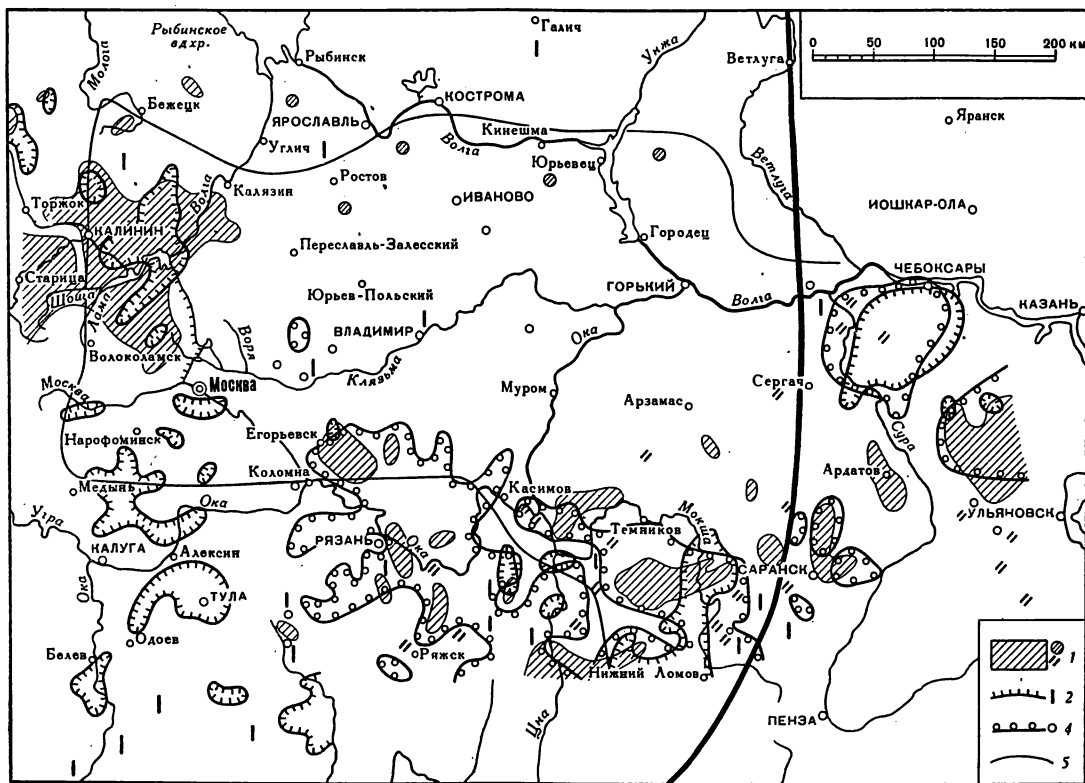 Галич
Рыбинское
вдхр.
Рыбинск
Молога
Унжа
Ветлуга
0 50 100 200 км
Бежецк
КОСТРОМА
ЯРОСЛАВЛЬ
Кинешма
Волга
Яранск
Углич
Юрьевец
Ветлуга
Калязин
Ростов
ИВАНОВО
Волга
Торжок
КАЛИНИН
ИОШКАР-ОЛА
Городец
Переславль-Залесский
Старица
Шоша
Лама
ЧЕБОКСАРЫ
ГОРЬКИЙ
Волга
Юрьев-Польский
КАЗАНЬ
ВЛАДИМИР
Ока
Воря
Волоколамск
Клязьма
Москва
Москва
Муром
Сергач
Арзамас
Сура
Нарофоминск
Егорьевск
Коломна
Ардатов
Медынь
Ока
Касимов
Мокша
УЛЬЯНОВСК
Угра
Темников
РЯЗАНЬ
Ока
КАЛУГА
Алексин
САРАНСК
Ока
ТУЛА
Одоев
Белев
Ряжск
Нижний Ломов
Цна
ПЕНЗА
1
2
4
5